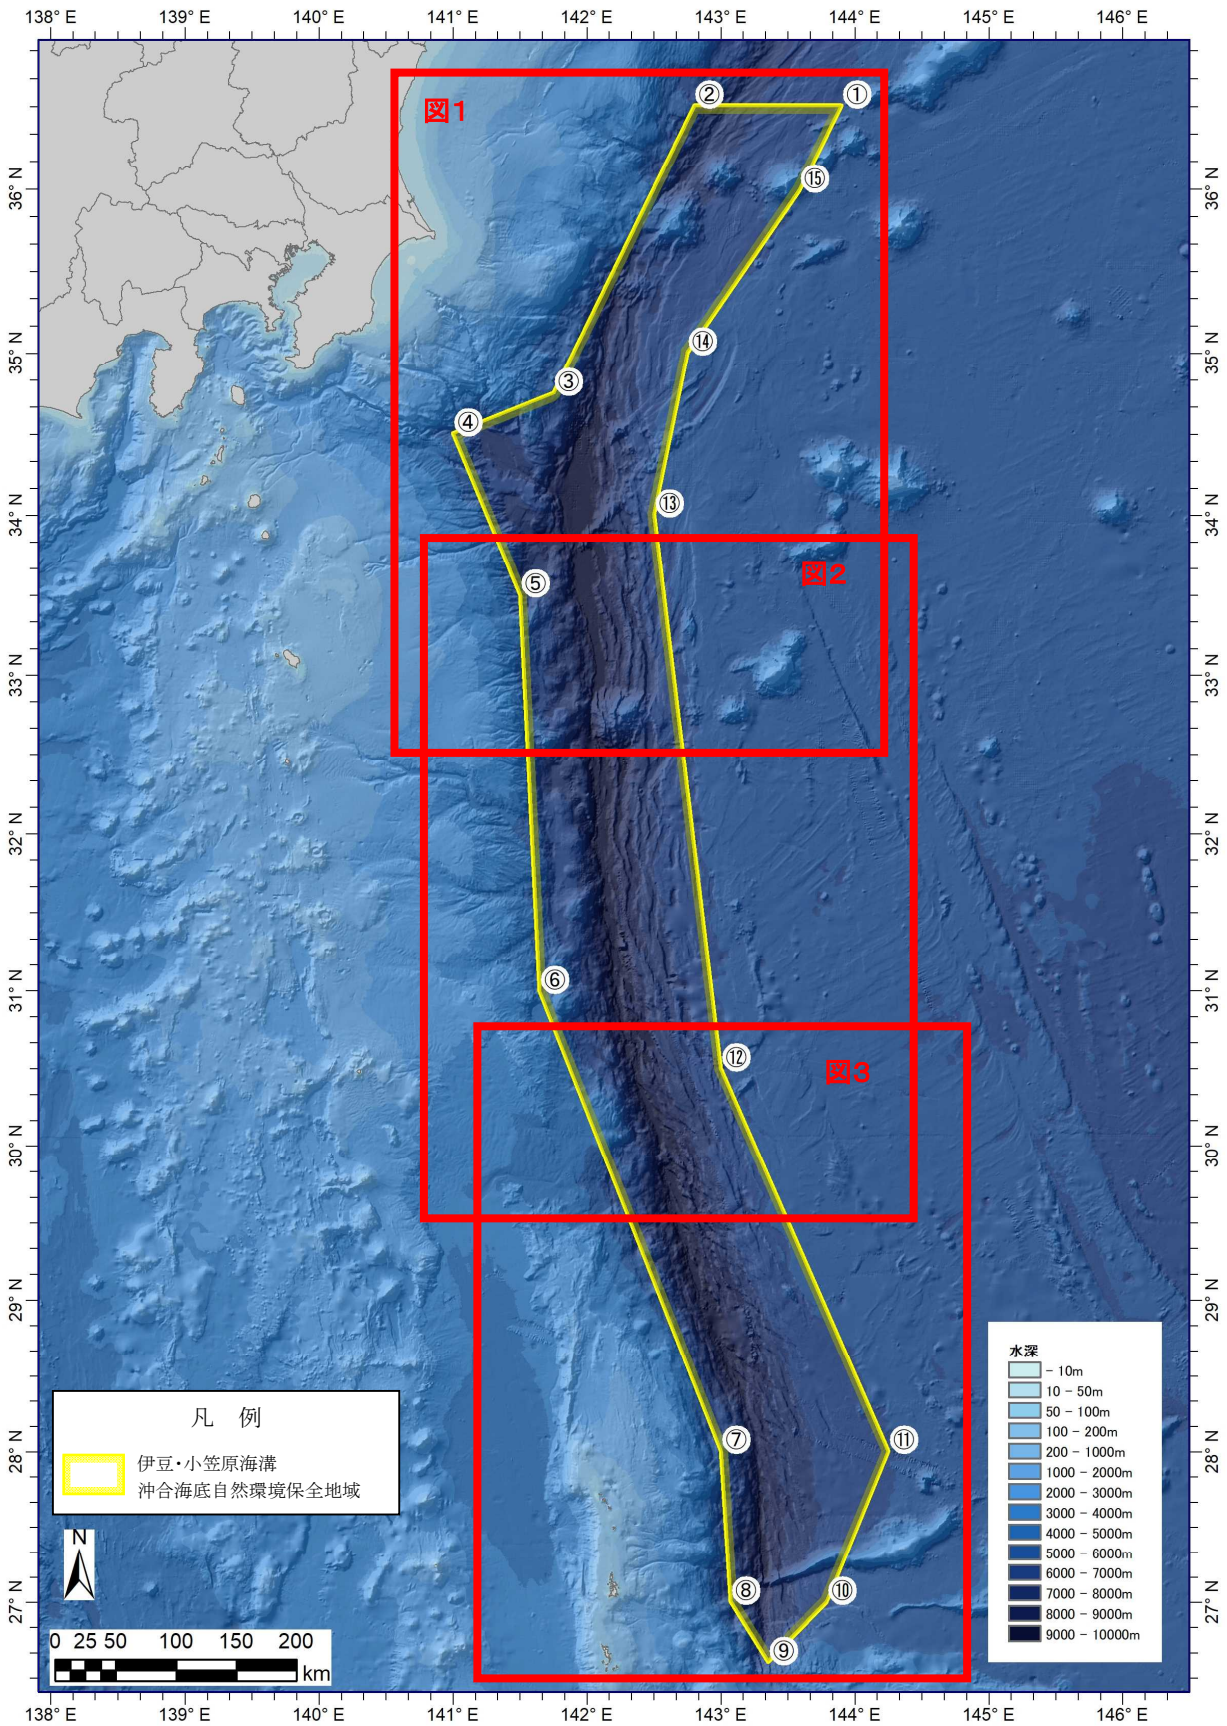 138° E 139° E 140° E 141° E 142° E 143° E 144° E 145° E 146° E
図1
②
①
⑮
36° N
36° N
35° N
35° N
⑭
③
④
⑬
34° N
34° N
図2
⑤
33° N
33° N
32° N
32° N
⑥
31° N
31° N
⑫
図3
30° N
30° N
29° N
29° N
⑦
⑪
28° N
28° N
⑧
⑩
27° N
27° N
⑨
凡 例
伊豆・小笠原海溝
沖合海底自然環境保全地域
N
0 25 50 100 150 200
km
水深
- 10m
10 - 50m
50 - 100m
100 - 200m
200 - 1000m
1000 - 2000m
2000 - 3000m
3000 - 4000m
4000 - 5000m
5000 - 6000m
6000 - 7000m
7000 - 8000m
8000 - 9000m
9000 - 10000m
138° E 139° E 140° E 141° E 142° E 143° E 144° E 145° E 146° E